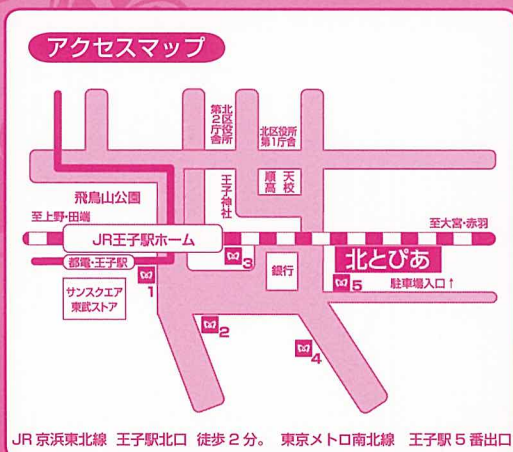 アクセスマップ
北区役所
第2庁舎
北区役所
第1庁舎
王子神社
順天
高校
飛鳥山公園
至上野・田端
至大宮・赤羽
JR王子駅ホーム
都電・王子駅
北とぴあ
銀行
駐車場入口↑
サンスクエア
東武ストア
1
2
3
4
5
JR京浜東北線 王子駅北口 徒歩2分。 東京メトロ南北線 王子駅5番出口